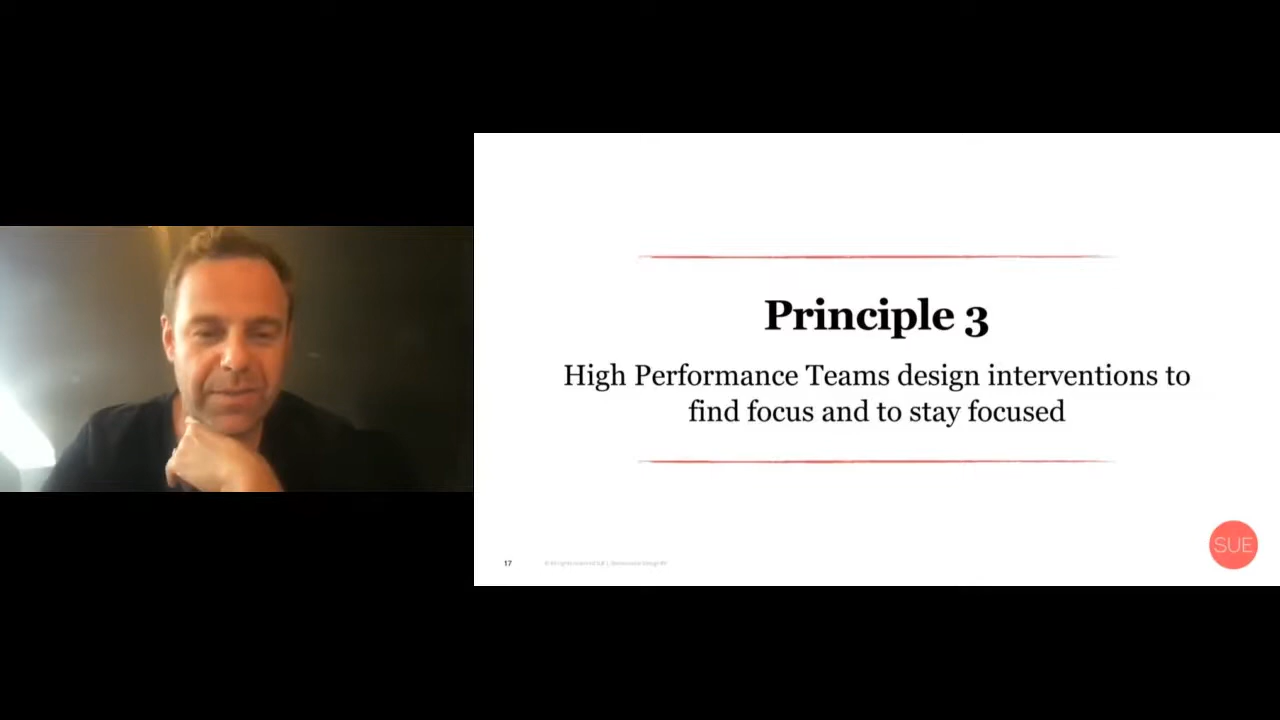 Principle 3
High Performance Teams design interventions to
find focus and to stay focused
SUE
17